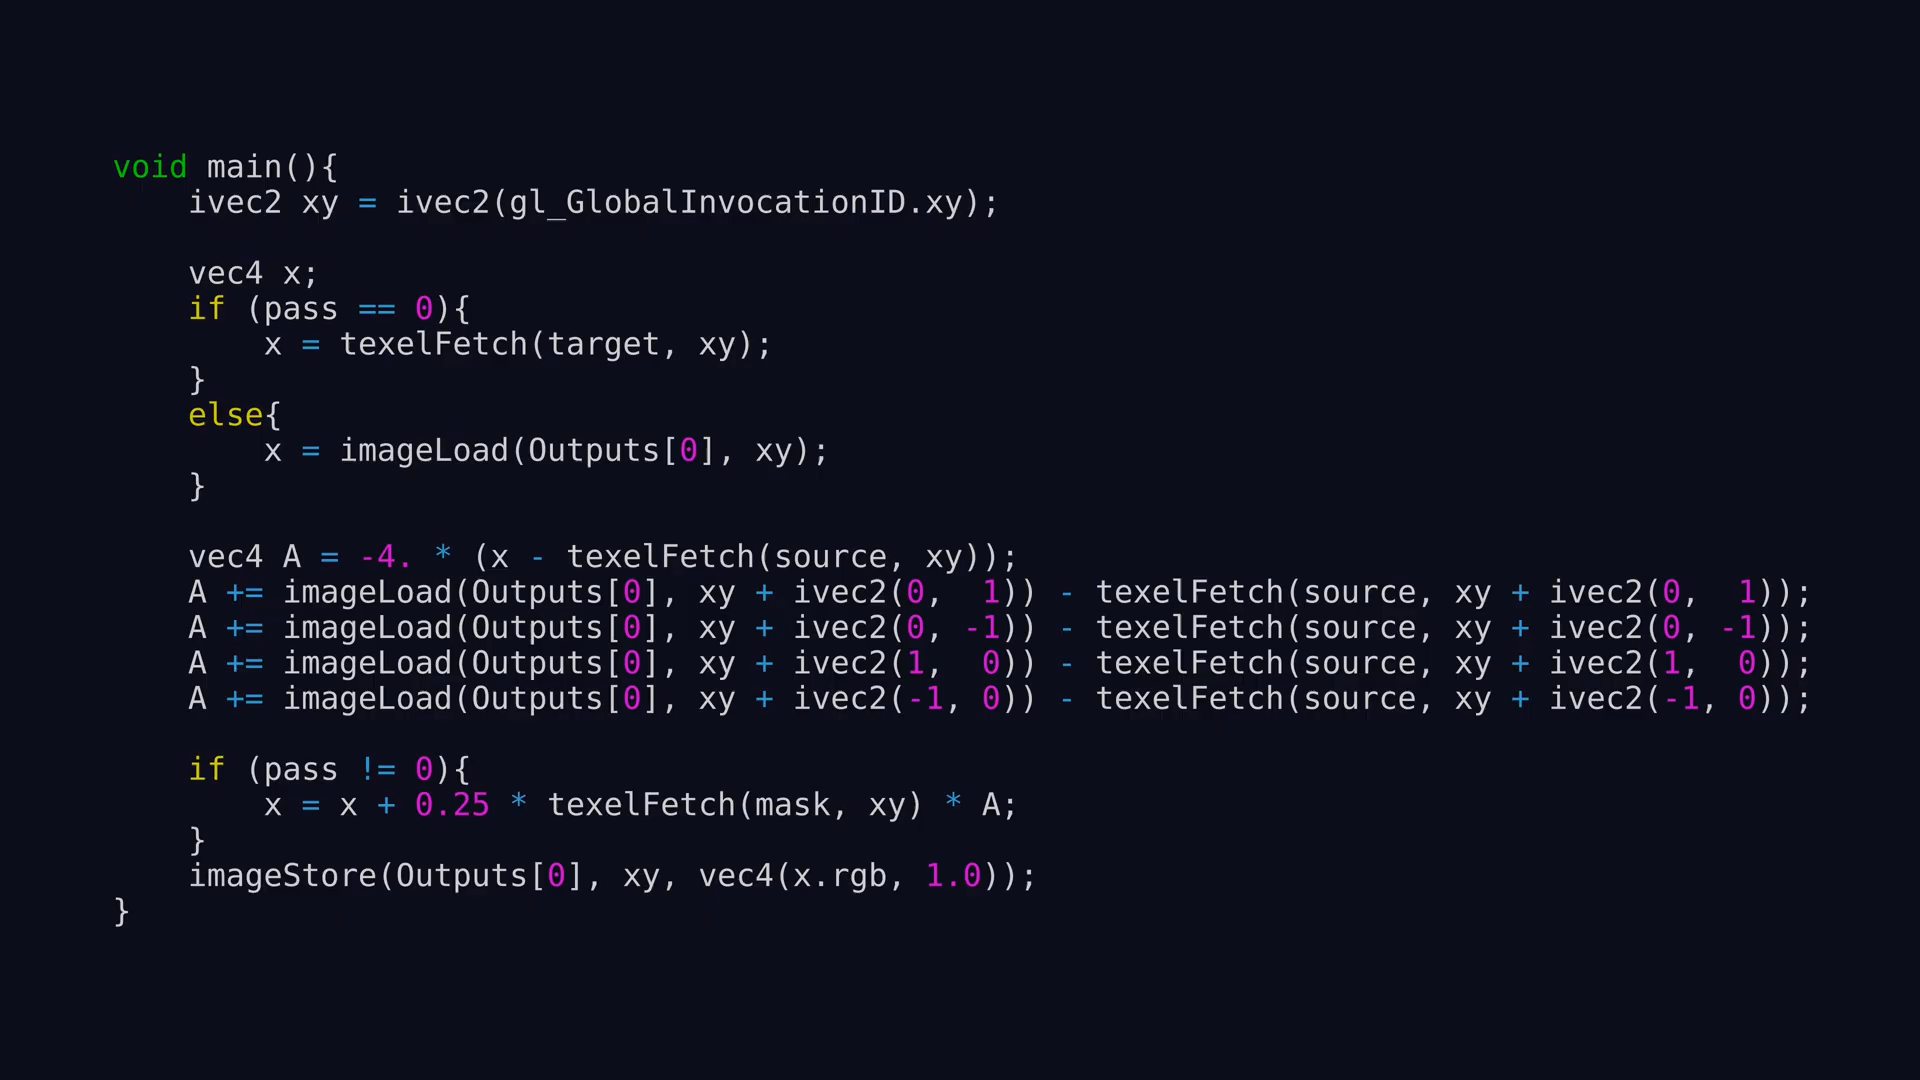 void main(){
    ivec2 xy = ivec2(gl_GlobalInvocationID.xy);

    vec4 x;
    if (pass == 0){
        x = texelFetch(target, xy);
    }
    else{
        x = imageLoad(Outputs[0], xy);
    }

    vec4 A = -4. * (x - texelFetch(source, xy));
    A += imageLoad(Outputs[0], xy + ivec2(0,  1)) - texelFetch(source, xy + ivec2(0,  1));
    A += imageLoad(Outputs[0], xy + ivec2(0, -1)) - texelFetch(source, xy + ivec2(0, -1));
    A += imageLoad(Outputs[0], xy + ivec2(1,  0)) - texelFetch(source, xy + ivec2(1,  0));
    A += imageLoad(Outputs[0], xy + ivec2(-1, 0)) - texelFetch(source, xy + ivec2(-1, 0));

    if (pass != 0){
        x = x + 0.25 * texelFetch(mask, xy) * A;
    }
    imageStore(Outputs[0], xy, vec4(x.rgb, 1.0));
}